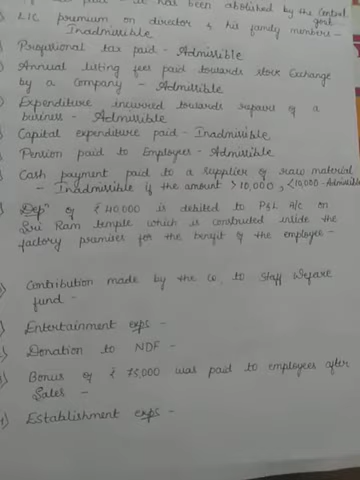 paid - it has been abolished by the Central
govt
LIC premium on director & his family members -
Inadmissible
Professional tax paid - Admissible
Annual listing fees paid towards stock Exchange
by a company - Admissible
Expenditure incurred towards repairs of a
business - Admissible
Capital expenditure paid - Inadmissible
Pension paid to Employees - Admissible
Cash payment paid to a supplier of raw material
- Inadmissible if the amount > 10,000, <10,000 - Admissible
Depⁿ of ₹ 40,000 is debited to P&L A/c on
Sri Ram temple which is constructed inside the
factory premises for the benefit of the employee -
Contribution made by the co. to Staff Welfare
fund -
Entertainment exps -
Donation to NDF -
Bonus of ₹ 75,000 was paid to employees after
Sales -
Establishment exps -